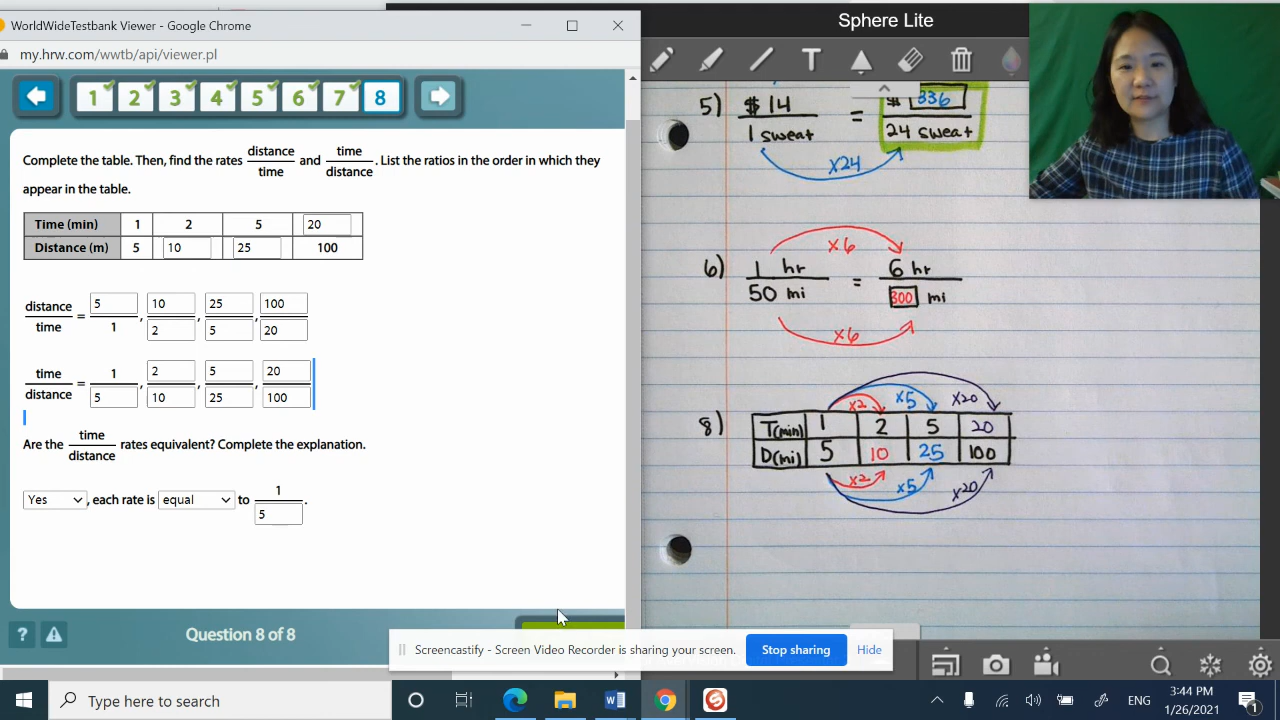 WorldWideTestbank Viewer - Google Chrome
my.hrw.com/wwtb/api/viewer.pl
1 2 3 4 5 6 7 8
Complete the table. Then, find the rates distance/time and time/distance. List the ratios in the order in which they
appear in the table.
Time (min) 1 2 5 20
Distance (m) 5 10 25 100
distance/time = 5/1, 10/2, 25/5, 100/20
time/distance = 1/5, 2/10, 5/25, 20/100
Are the time/distance rates equivalent? Complete the explanation.
Yes, each rate is equal to 1/5.
? Question 8 of 8
Sphere Lite
T
5) $14/1 sweat = $336/24 sweat
x24
x6
6) 1 hr/50 mi = 6 hr/300 mi
x6
x2 x5 x20
8) T(min) 1 2 5 20
D(mi) 5 10 25 100
x2 x5 x20
Screencastify - Screen Video Recorder is sharing your screen. Stop sharing Hide
Type here to search
ENG
3:44 PM
1/26/2021
1